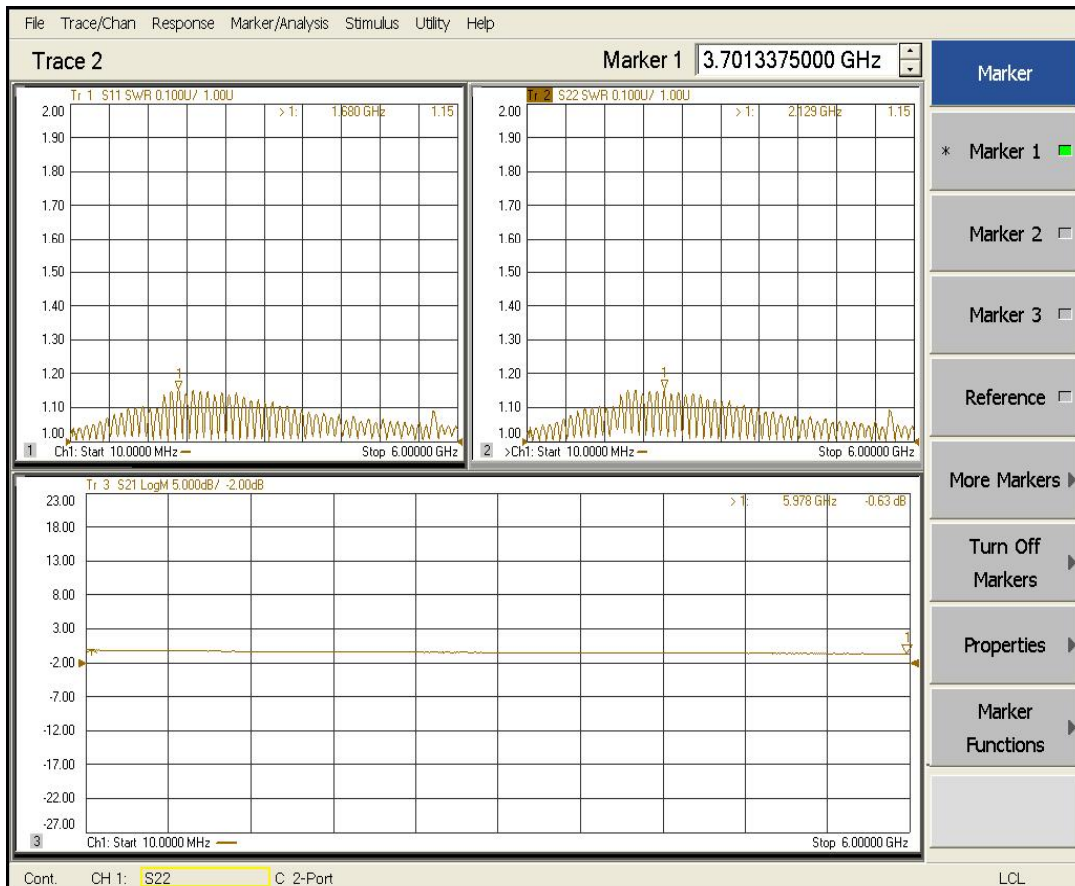 File Trace/Chan Response Marker/Analysis Stimulus Utility Help
Trace 2
Marker 1 3.7013375000 GHz
Tr 1 S11 SWR 0.100U/ 1.00U
> 1: 1.680 GHz 1.15
2.00
1.90
1.80
1.70
1.60
1.50
1.40
1.30
1.20
1.10
1.00
1
1 Ch1: Start 10.0000 MHz Stop 6.00000 GHz
Tr 2 S22 SWR 0.100U/ 1.00U
> 1: 2.129 GHz 1.15
2.00
1.90
1.80
1.70
1.60
1.50
1.40
1.30
1.20
1.10
1.00
1
2 >Ch1: Start 10.0000 MHz Stop 6.00000 GHz
Tr 3 S21 LogM 5.000dB/ -2.00dB
> 1: 5.978 GHz -0.63 dB
23.00
18.00
13.00
8.00
3.00
-2.00
-7.00
-12.00
-17.00
-22.00
-27.00
1
3 Ch1: Start 10.0000 MHz Stop 6.00000 GHz
Marker
* Marker 1
Marker 2
Marker 3
Reference
More Markers
Turn Off
Markers
Properties
Marker
Functions
Cont. CH 1: S22 C 2-Port LCL